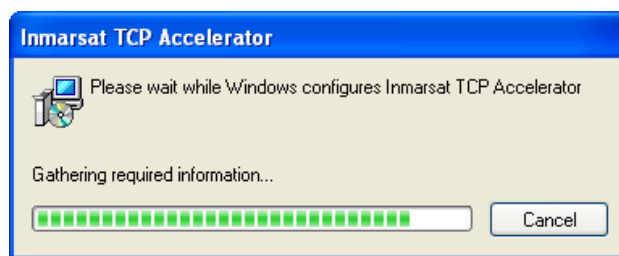 Inmarsat TCP Accelerator
Please wait while Windows configures Inmarsat TCP Accelerator
Gathering required information...
Cancel